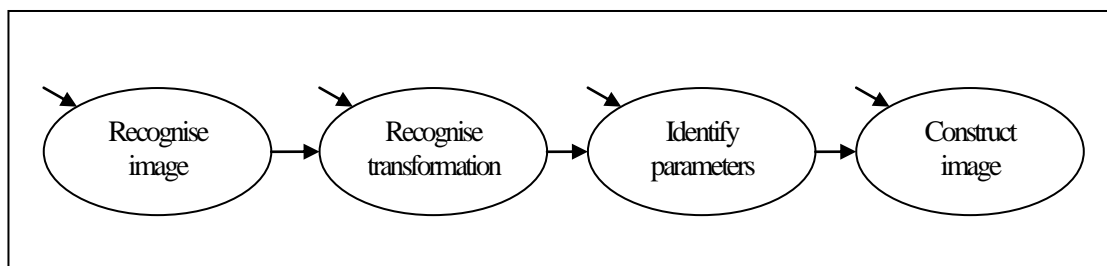 Recognise
image
Recognise
transformation
Identify
parameters
Construct
image